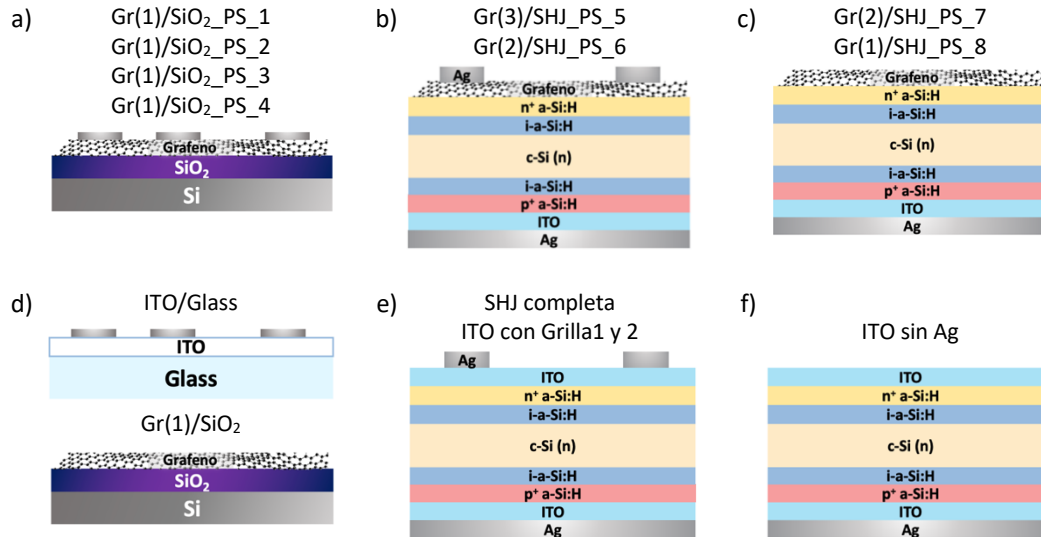 a)
Gr(1)/SiO₂_PS_1
Gr(1)/SiO₂_PS_2
Gr(1)/SiO₂_PS_3
Gr(1)/SiO₂_PS_4
Grafeno
SiO₂
Si
b)
Gr(3)/SHJ_PS_5
Gr(2)/SHJ_PS_6
Ag
Grafeno
n⁺ a-Si:H
i-a-Si:H
c-Si (n)
i-a-Si:H
p⁺ a-Si:H
ITO
Ag
c)
Gr(2)/SHJ_PS_7
Gr(1)/SHJ_PS_8
Grafeno
n⁺ a-Si:H
i-a-Si:H
c-Si (n)
i-a-Si:H
p⁺ a-Si:H
ITO
Ag
d)
ITO/Glass
ITO
Glass
Gr(1)/SiO₂
Grafeno
SiO₂
Si
e)
SHJ completa
ITO con Grilla1 y 2
Ag
ITO
n⁺ a-Si:H
i-a-Si:H
c-Si (n)
i-a-Si:H
p⁺ a-Si:H
ITO
Ag
f)
ITO sin Ag
ITO
n⁺ a-Si:H
i-a-Si:H
c-Si (n)
i-a-Si:H
p⁺ a-Si:H
ITO
Ag